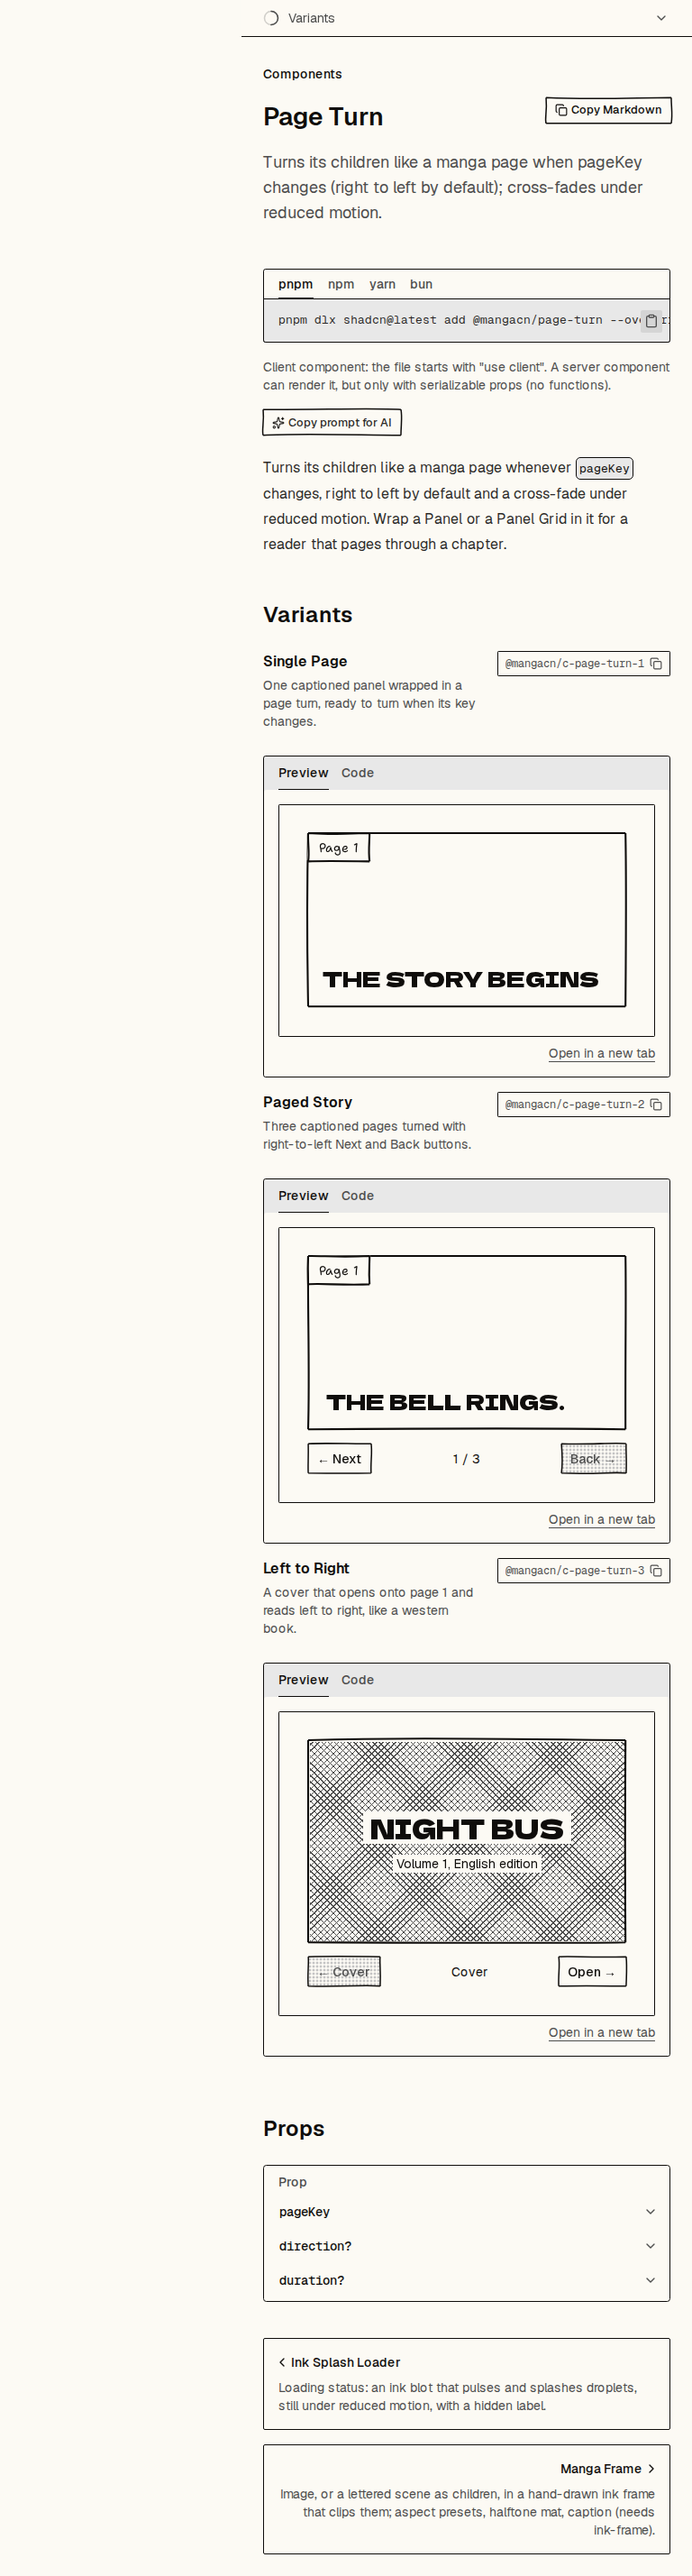 Variants
Components
Page Turn
Copy Markdown
Turns its children like a manga page when pageKey
changes (right to left by default); cross-fades under
reduced motion.
pnpm npm yarn bun
pnpm dlx shadcn@latest add @mangacn/page-turn
Client component: the file starts with "use client". A server component
can render it, but only with serializable props (no functions).
Copy prompt for AI
Turns its children like a manga page whenever pageKey
changes, right to left by default and a cross-fade under
reduced motion. Wrap a Panel or a Panel Grid in it for a
reader that pages through a chapter.
Variants
Single Page
@mangacn/c-page-turn-1
One captioned panel wrapped in a
page turn, ready to turn when its key
changes.
Preview Code
Page 1
THE STORY BEGINS
Open in a new tab
Paged Story
@mangacn/c-page-turn-2
Three captioned pages turned with
right-to-left Next and Back buttons.
Preview Code
Page 1
THE BELL RINGS.
← Next 1 / 3 Back →
Open in a new tab
Left to Right
@mangacn/c-page-turn-3
A cover that opens onto page 1 and
reads left to right, like a western
book.
Preview Code
NIGHT BUS
Volume 1, English edition
← Cover Cover Open →
Open in a new tab
Props
Prop
pageKey
direction?
duration?
Ink Splash Loader
Loading status: an ink blot that pulses and splashes droplets,
still under reduced motion, with a hidden label.
Manga Frame
Image, or a lettered scene as children, in a hand-drawn ink frame
that clips them; aspect presets, halftone mat, caption (needs
ink-frame).